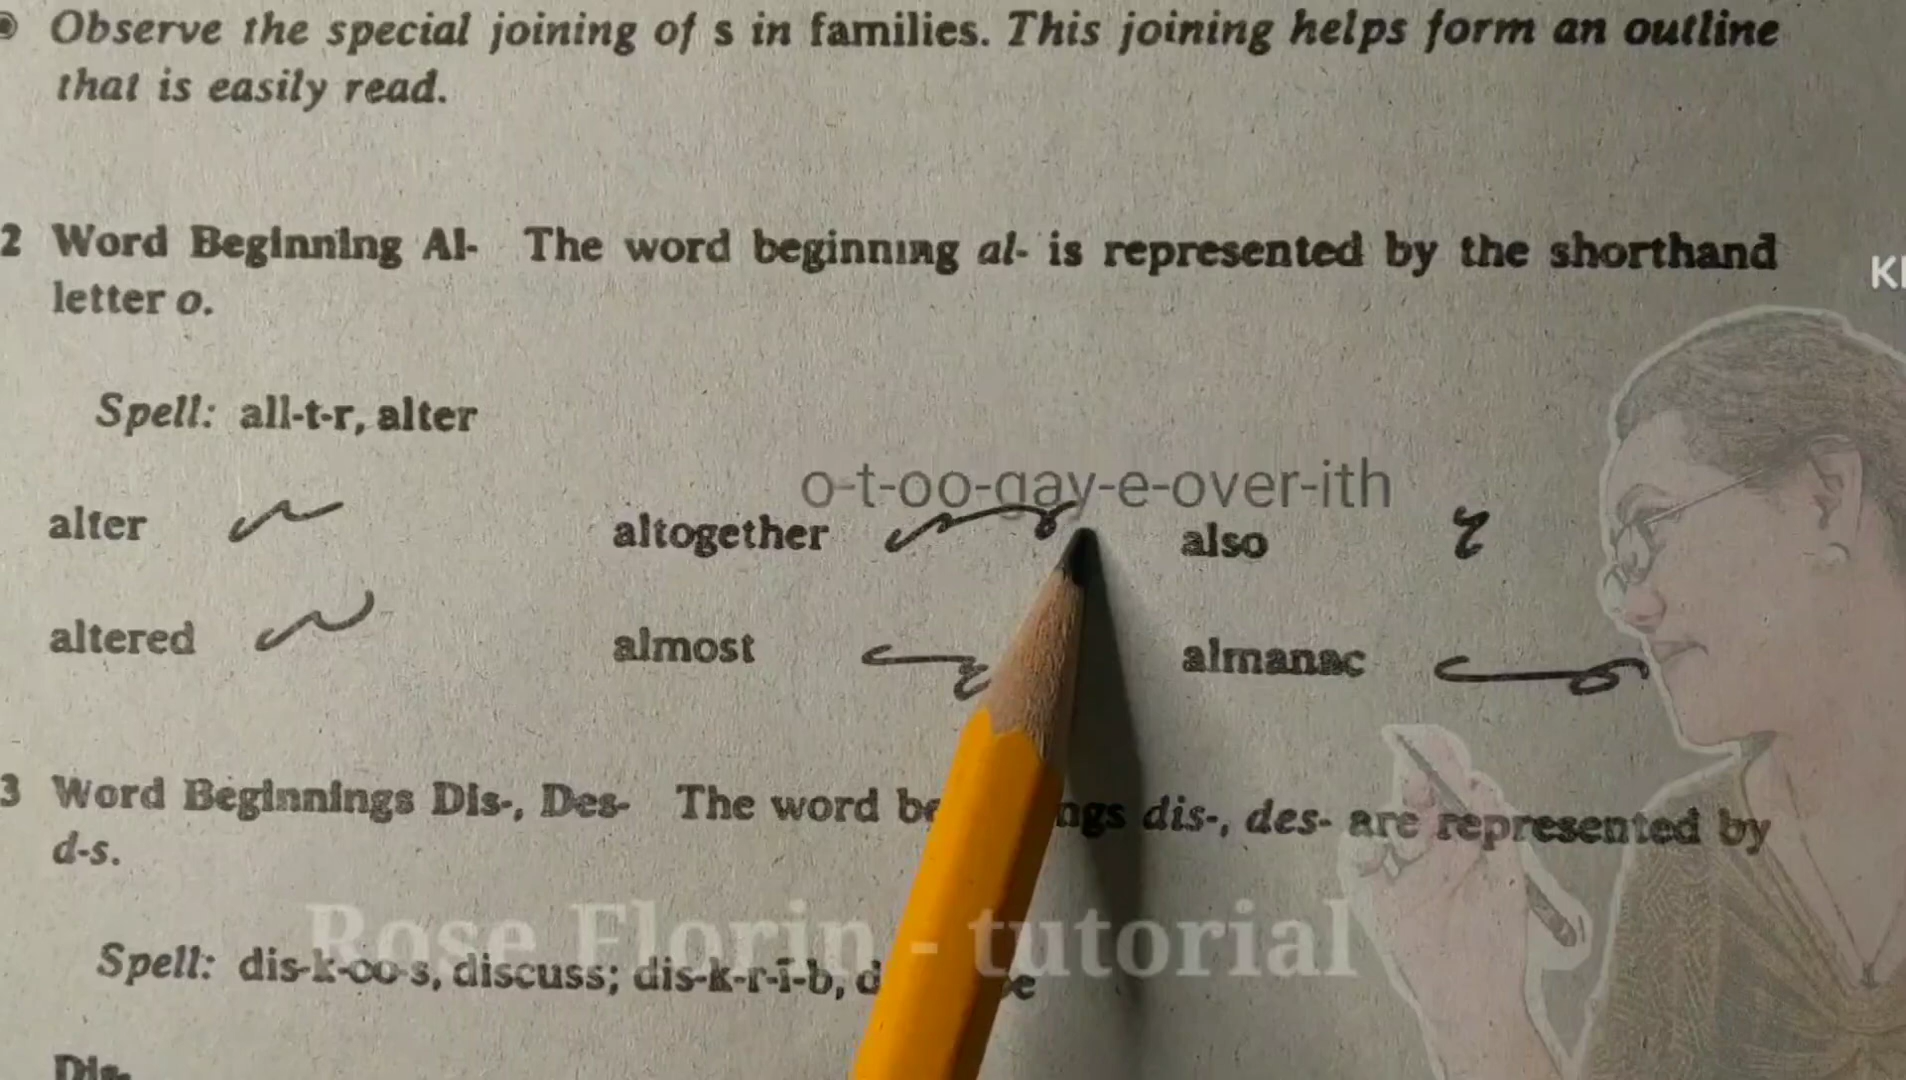 Observe the special joining of s in families. This joining helps form an outline
that is easily read.
2 Word Beginning Al- The word beginning al- is represented by the shorthand
letter o.
Spell: all-t-r, alter
o-t-oo-gay-e-over-ith
alter altogether also
altered almost almanac
3 Word Beginnings Dis-, Des- The word dis-, des- are represented by
d-s.
Rose Florin - tutorial
Spell: dis-k-oo-s, discuss; dis-k-r-ī-b,
Dis-